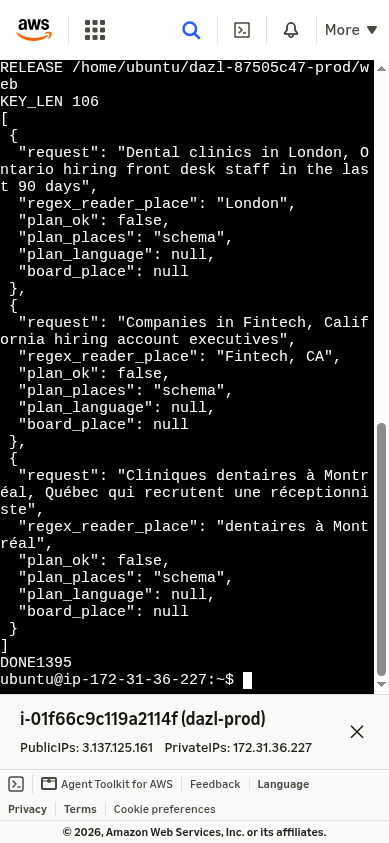 aws
More
RELEASE /home/ubuntu/dazl-87505c47-prod/w
eb
KEY_LEN 106
[
 {
  "request": "Dental clinics in London, O
ntario hiring front desk staff in the las
t 90 days",
  "regex_reader_place": "London",
  "plan_ok": false,
  "plan_places": "schema",
  "plan_language": null,
  "board_place": null
 },
 {
  "request": "Companies in Fintech, Calif
ornia hiring account executives",
  "regex_reader_place": "Fintech, CA",
  "plan_ok": false,
  "plan_places": "schema",
  "plan_language": null,
  "board_place": null
 },
 {
  "request": "Cliniques dentaires à Montr
éal, Québec qui recrutent une réceptionni
ste",
  "regex_reader_place": "dentaires à Mont
réal",
  "plan_ok": false,
  "plan_places": "schema",
  "plan_language": null,
  "board_place": null
 }
]
DONE1395
ubuntu@ip-172-31-36-227:~$
i-01f66c9c119a2114f (dazl-prod)
PublicIPs: 3.137.125.161 PrivateIPs: 172.31.36.227
Agent Toolkit for AWS Feedback Language
Privacy Terms Cookie preferences
© 2026, Amazon Web Services, Inc. or its affiliates.